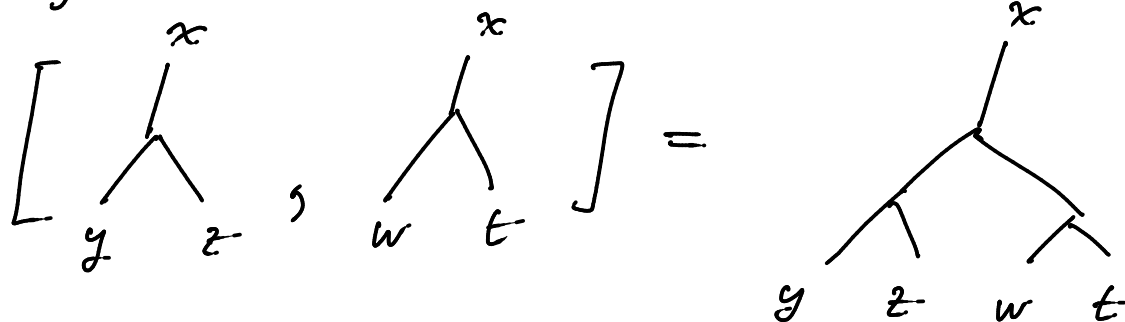 x x x
[ , ] =
y z w t
y z w t